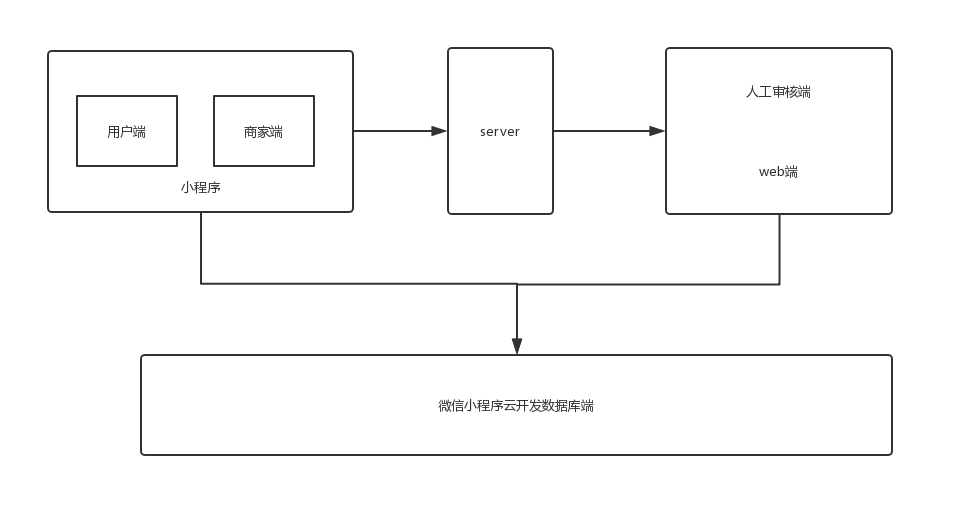 用户端
商家端
小程序
server
人工审核端
web端
微信小程序云开发数据库端